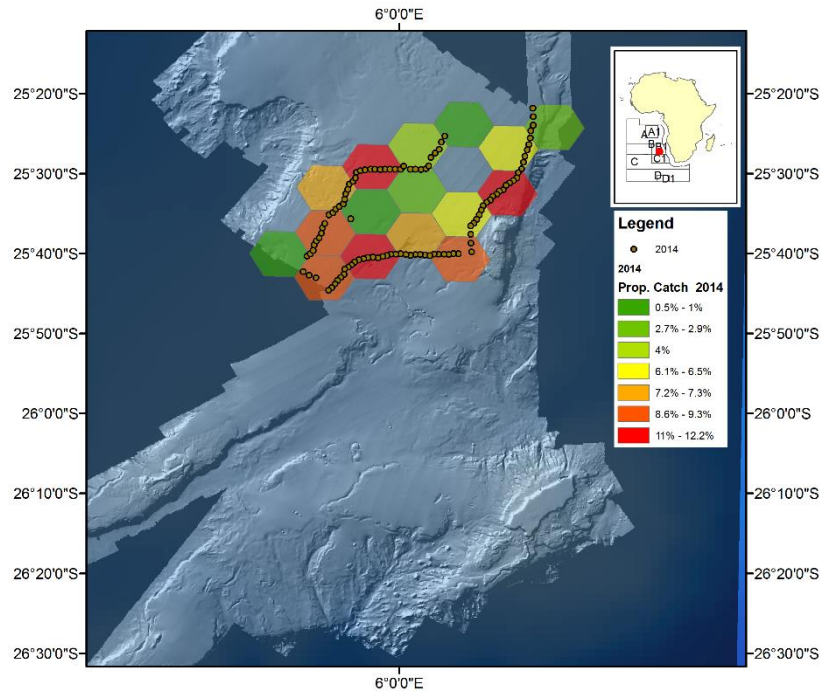 6°0'0"E
25°20'0"S
25°20'0"S
25°30'0"S
25°30'0"S
25°40'0"S
25°40'0"S
25°50'0"S
25°50'0"S
26°0'0"S
26°0'0"S
26°10'0"S
26°10'0"S
26°20'0"S
26°20'0"S
26°30'0"S
26°30'0"S
6°0'0"E
A
A1
B
C
C1
D
D1
Legend
2014
2014
Prop. Catch 2014
0.5% - 1%
2.7% - 2.9%
4%
6.1% - 6.5%
7.2% - 7.3%
8.6% - 9.3%
11% - 12.2%